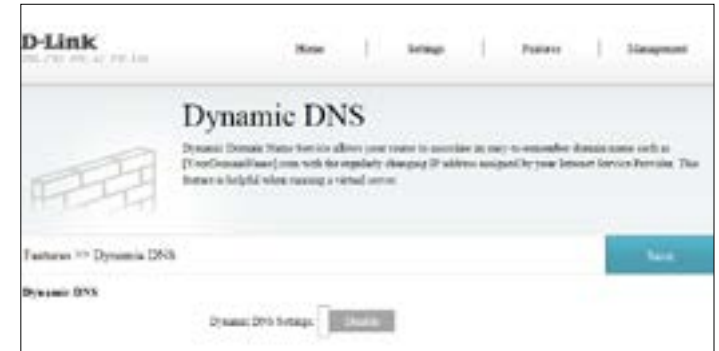 D-Link
Home Settings Features Management
Dynamic DNS
Dynamic Domain Name Service allows your router to associate an easy-to-remember domain name such as
[YourDomainName].com with the regularly changing IP address assigned by your Internet Service Provider. This
feature is helpful when running a virtual server.
Features >> Dynamic DNS Save
Dynamic DNS
Dynamic DNS Settings: Disable